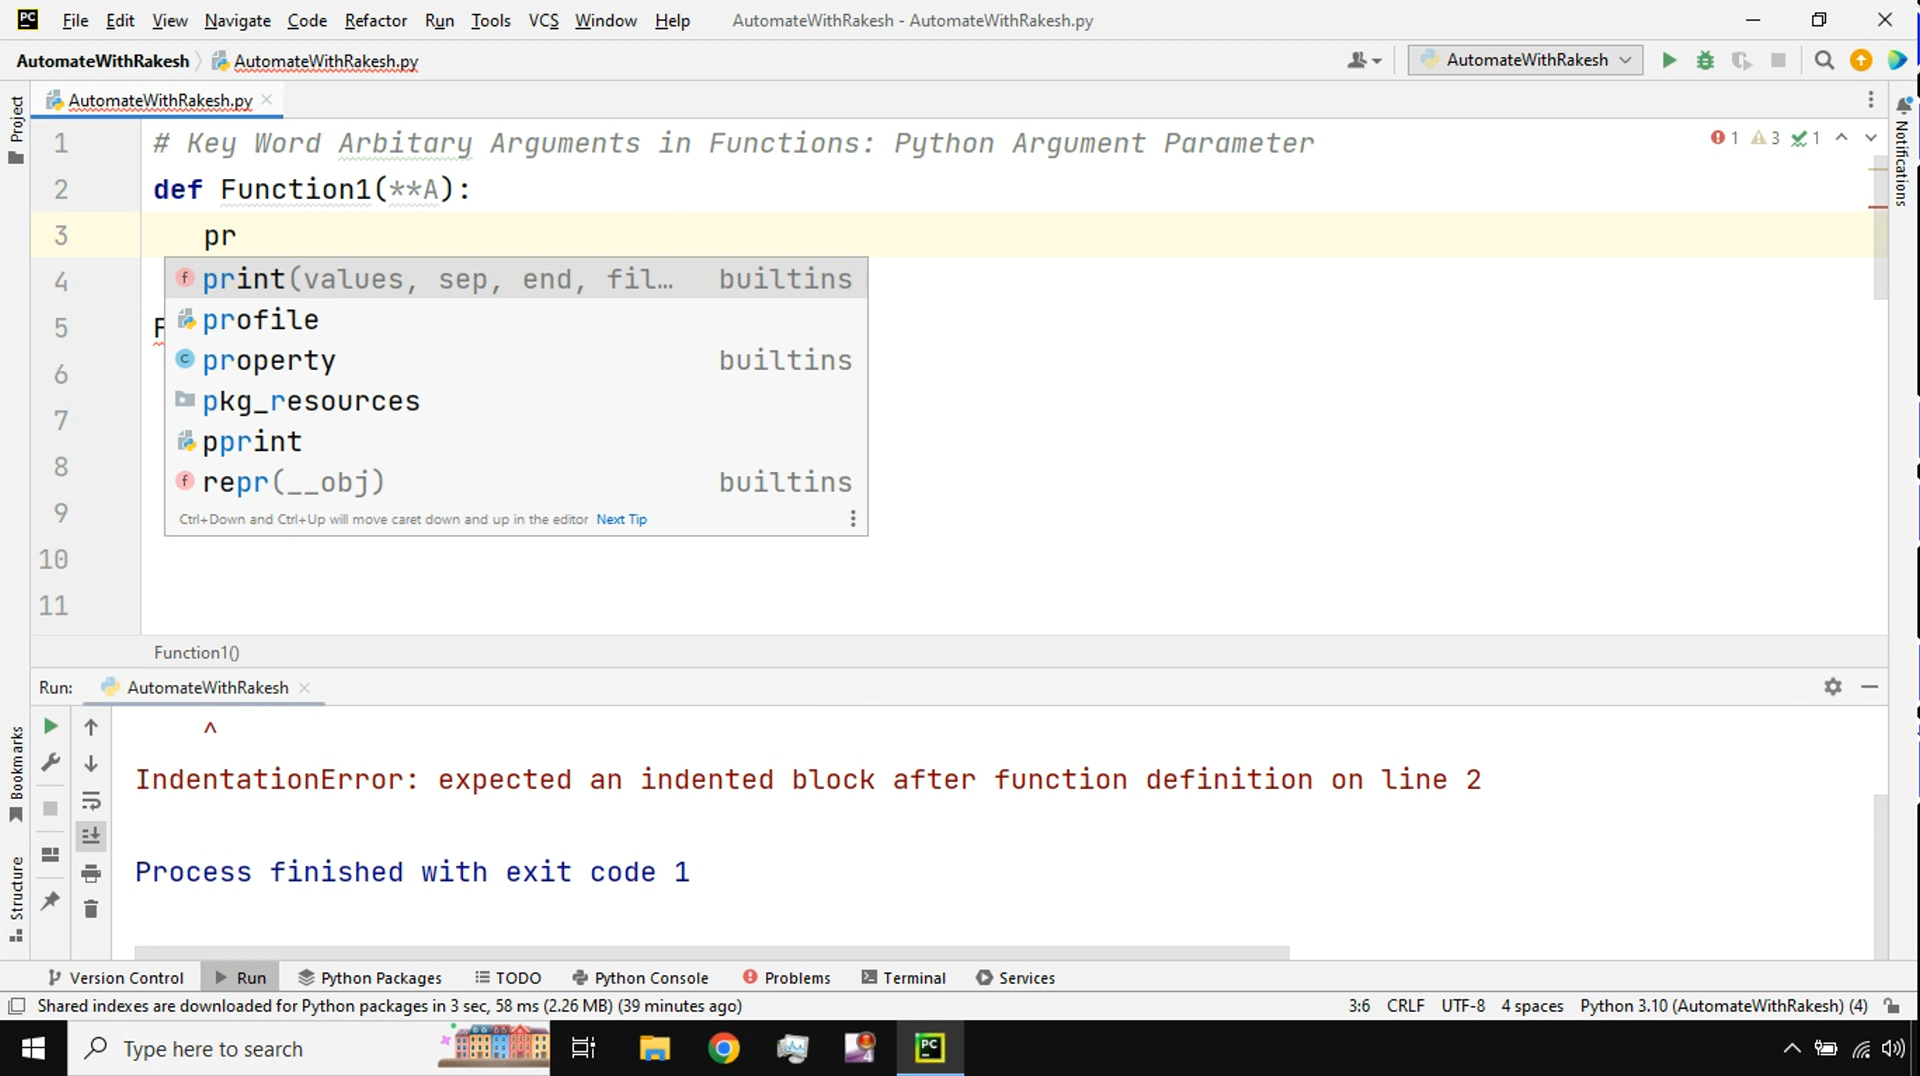 PC File Edit View Navigate Code Refactor Run Tools VCS Window Help AutomateWithRakesh - AutomateWithRakesh.py
AutomateWithRakesh AutomateWithRakesh.py AutomateWithRakesh
AutomateWithRakesh.py
Project
Notifications
1 # Key Word Arbitary Arguments in Functions: Python Argument Parameter
1 3 1
2 def Function1(**A):
3 pr
4 print(values, sep, end, fil... builtins
profile
5 F
6 property builtins
7 pkg_resources
8 pprint
repr(__obj) builtins
9 Ctrl+Down and Ctrl+Up will move caret down and up in the editor Next Tip
10
11
Function1()
Run: AutomateWithRakesh
^
IndentationError: expected an indented block after function definition on line 2
Process finished with exit code 1
Bookmarks
Structure
Version Control Run Python Packages TODO Python Console Problems Terminal Services
Shared indexes are downloaded for Python packages in 3 sec, 58 ms (2.26 MB) (39 minutes ago) 3:6 CRLF UTF-8 4 spaces Python 3.10 (AutomateWithRakesh) (4)
Type here to search 4 PC